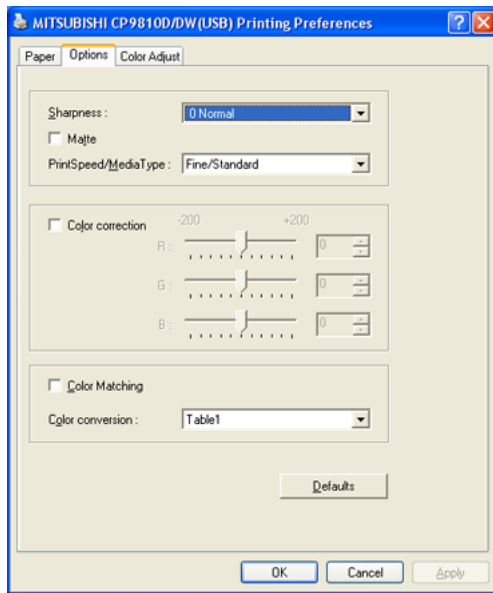 MITSUBISHI CP9810D/DW(USB) Printing Preferences
Paper Options Color Adjust
Sharpness : 0 Normal
Matte
PrintSpeed/MediaType : Fine/Standard
Color correction -200 +200
R : 0
G : 0
B : 0
Color Matching
Color conversion : Table1
Defaults
OK Cancel Apply